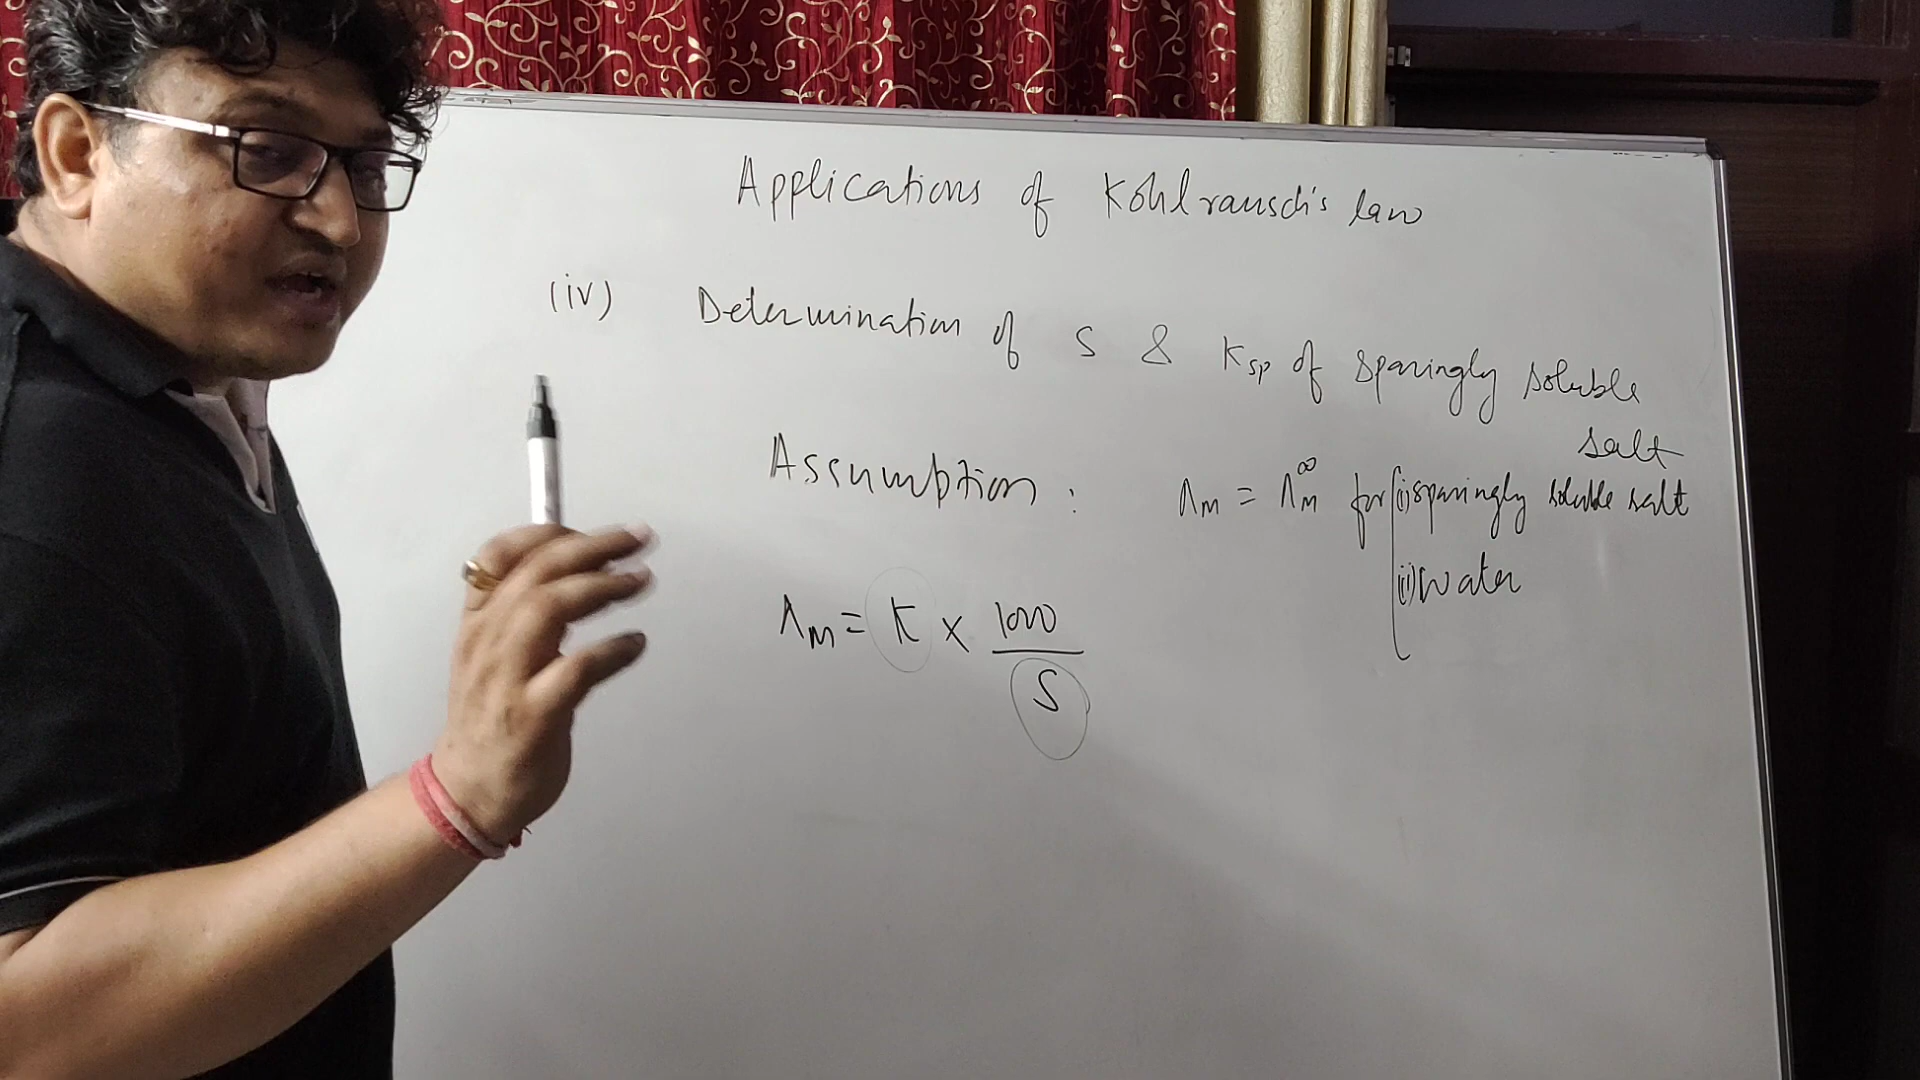 Applications of Kohlrausch's law
(iv) Determination of S & Ksp of sparingly soluble
salt
Assumption : Λm = Λm∞ for (i) sparingly soluble salt
(ii) water
Λm = K × 1000
S